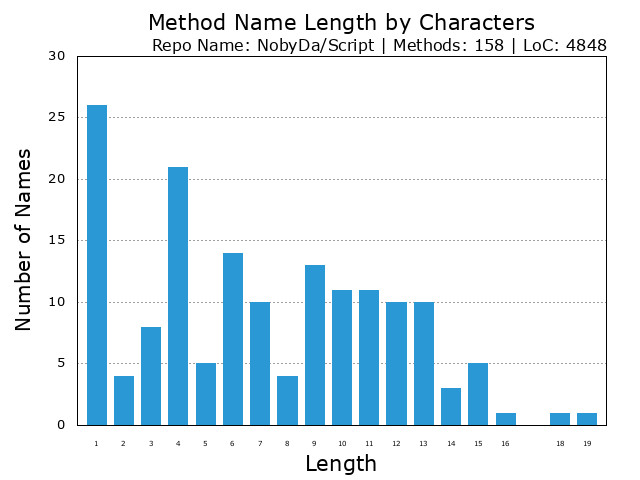 Method Name Length by Characters
Repo Name: NobyDa/Script | Methods: 158 | LoC: 4848
30
25
20
15
10
5
0
Number of Names
1 2 3 4 5 6 7 8 9 10 11 12 13 14 15 16 18 19
Length